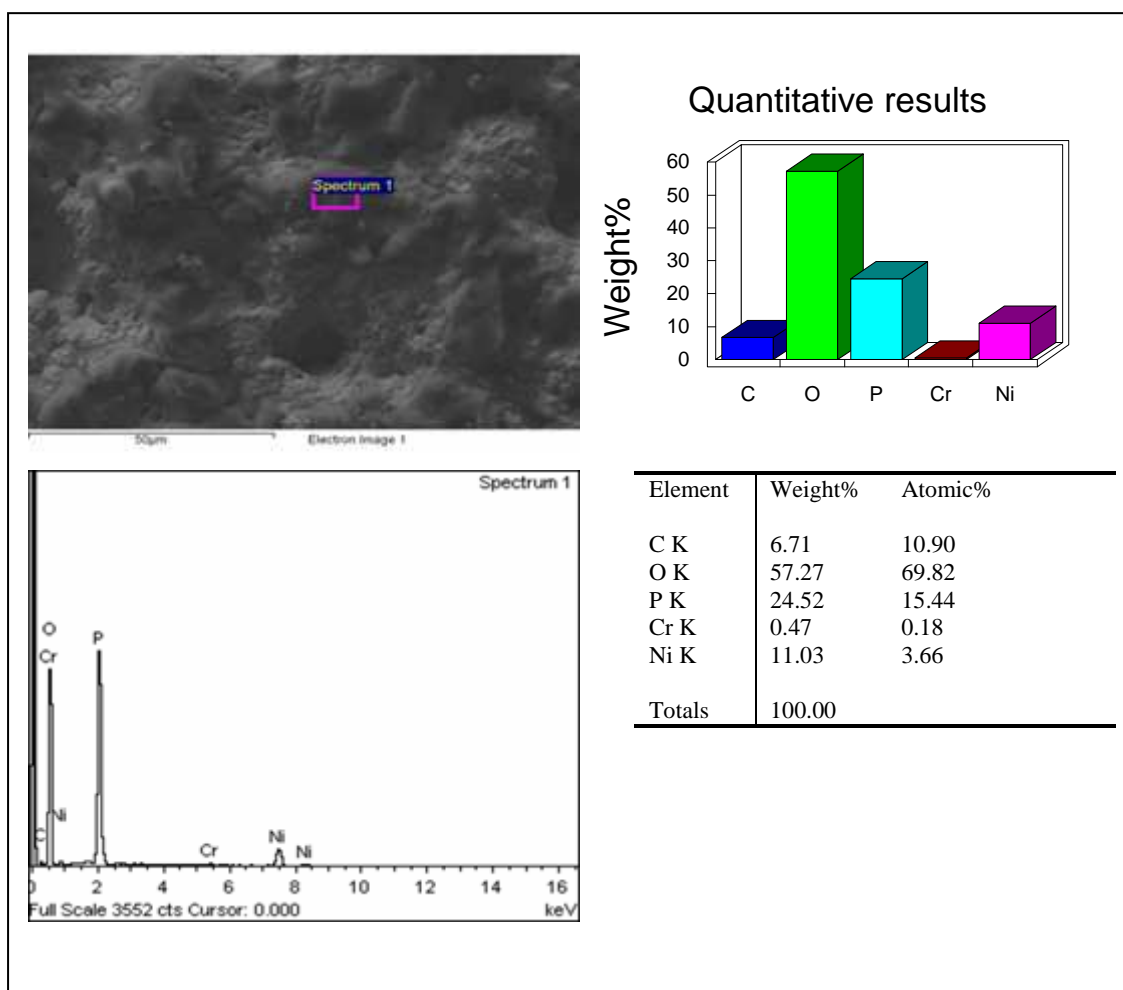 Spectrum 1
50µm
Electron Image 1
Quantitative results
Weight%
60
50
40
30
20
10
0
C O P Cr Ni
Spectrum 1
O
Cr
P
Ni
C
Cr
Ni
Ni
0 2 4 6 8 10 12 14 16
Full Scale 3552 cts Cursor: 0.000 keV
Element Weight% Atomic%
C K 6.71 10.90
O K 57.27 69.82
P K 24.52 15.44
Cr K 0.47 0.18
Ni K 11.03 3.66
Totals 100.00